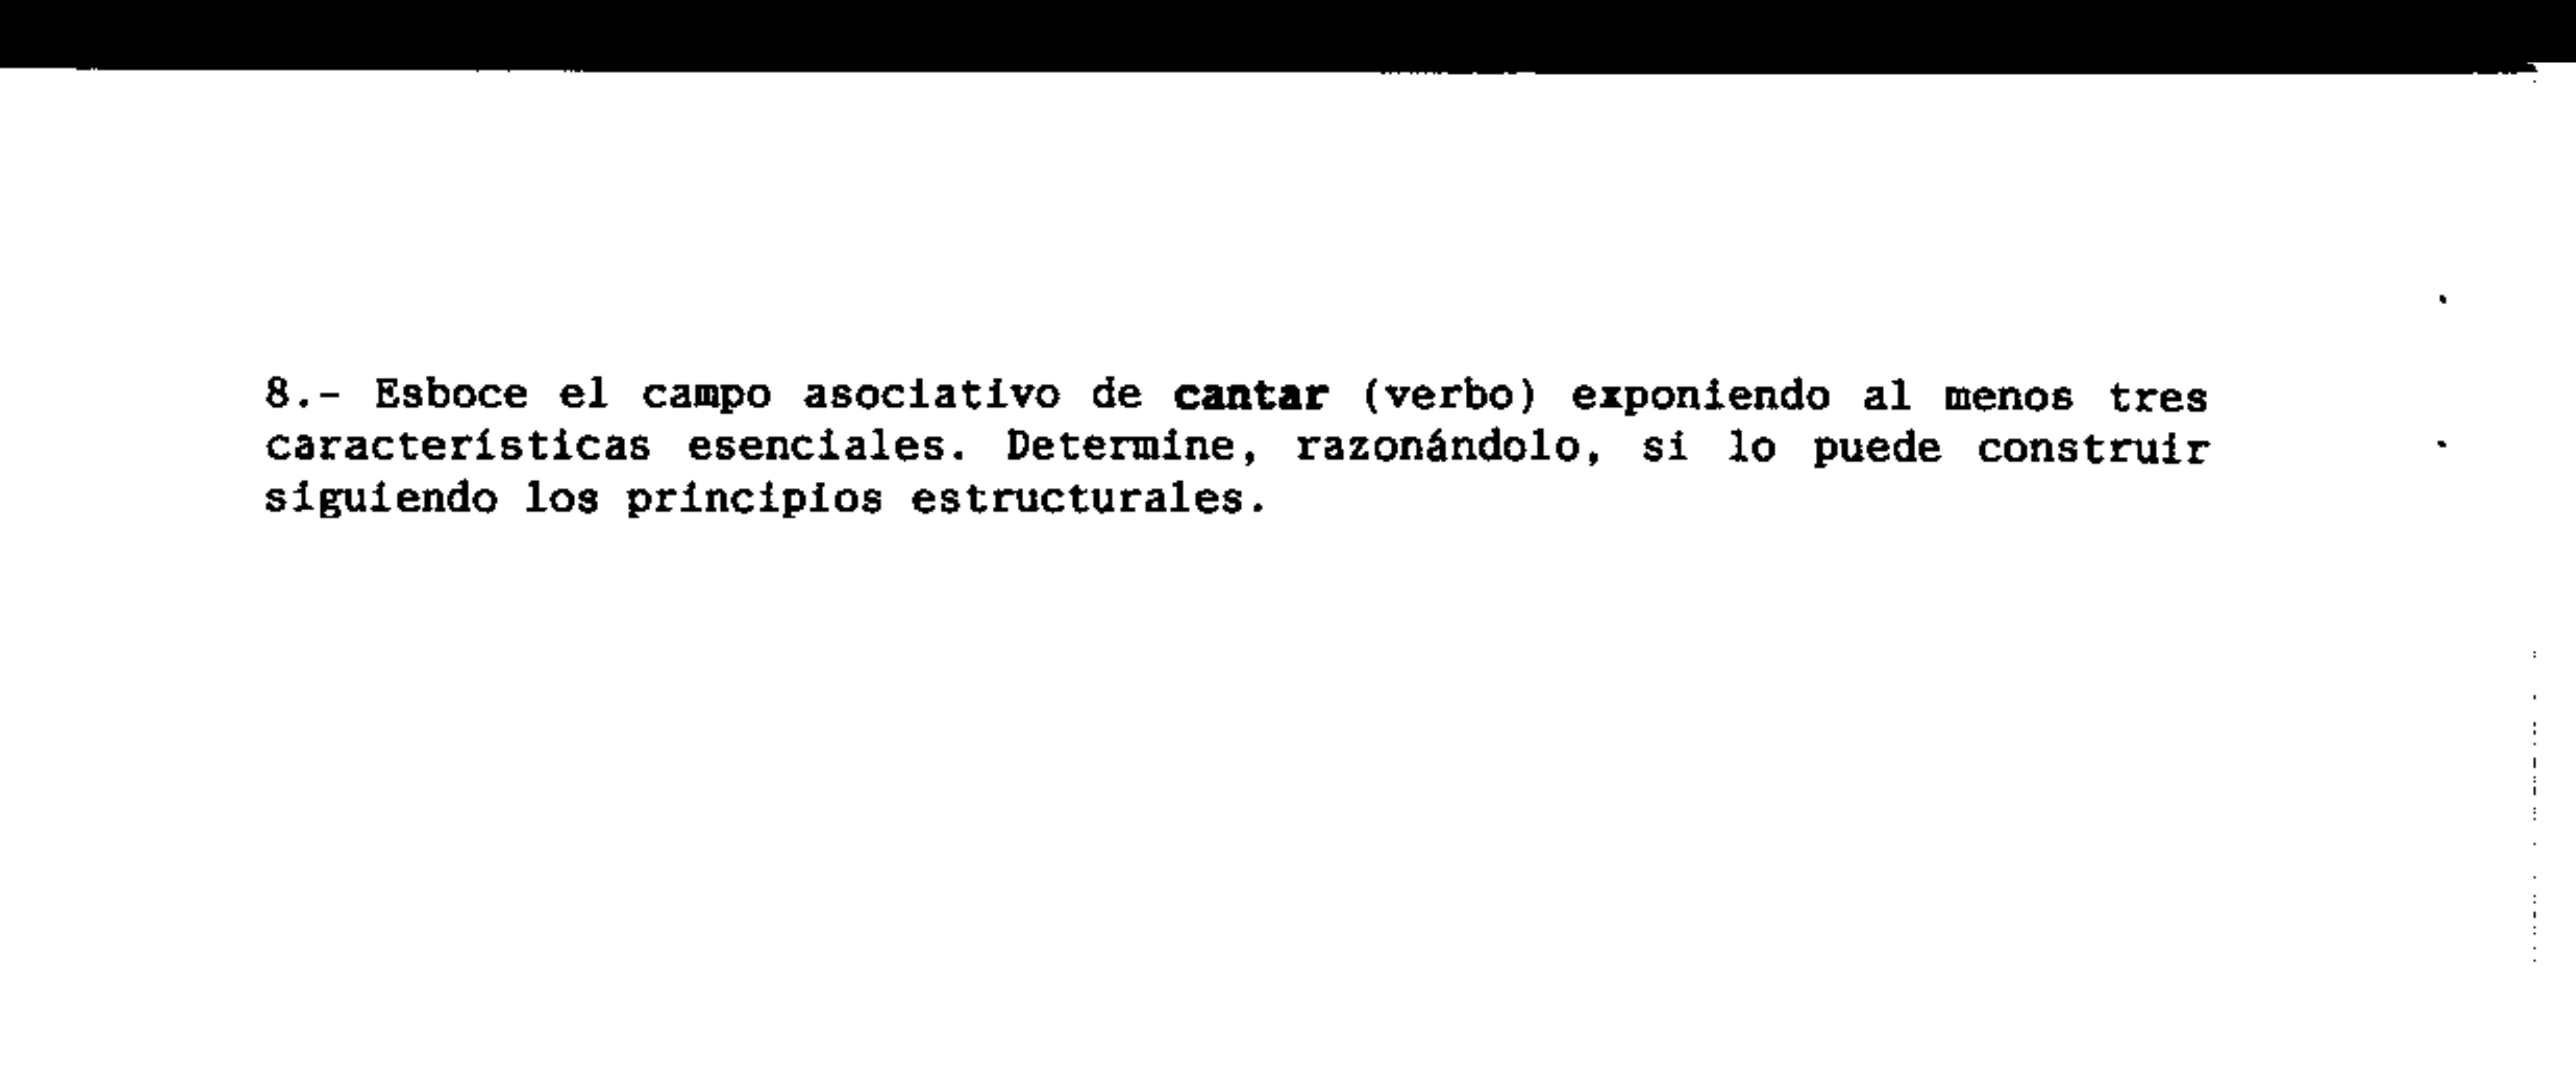 8.- Esboce el campo asociativo de cantar (verbo) exponiendo al menos tres
características esenciales. Determine, razonándolo, si lo puede construir
siguiendo los principios estructurales.